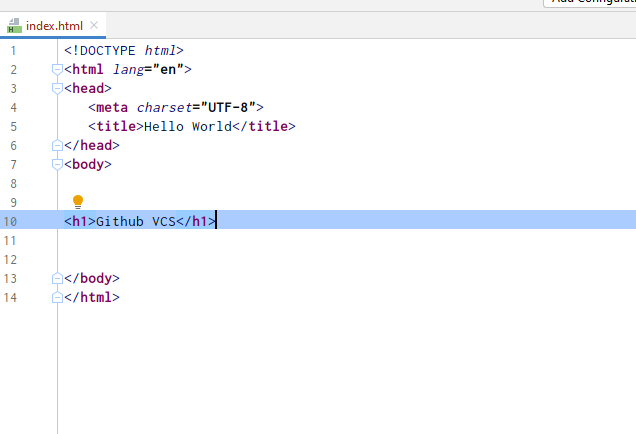 Add Configuratio
H index.html
1 <!DOCTYPE html>
2 <html lang="en">
3 <head>
4 <meta charset="UTF-8">
5 <title>Hello World</title>
6 </head>
7 <body>
8
9
10 <h1>Github VCS</h1>
11
12
13 </body>
14 </html>